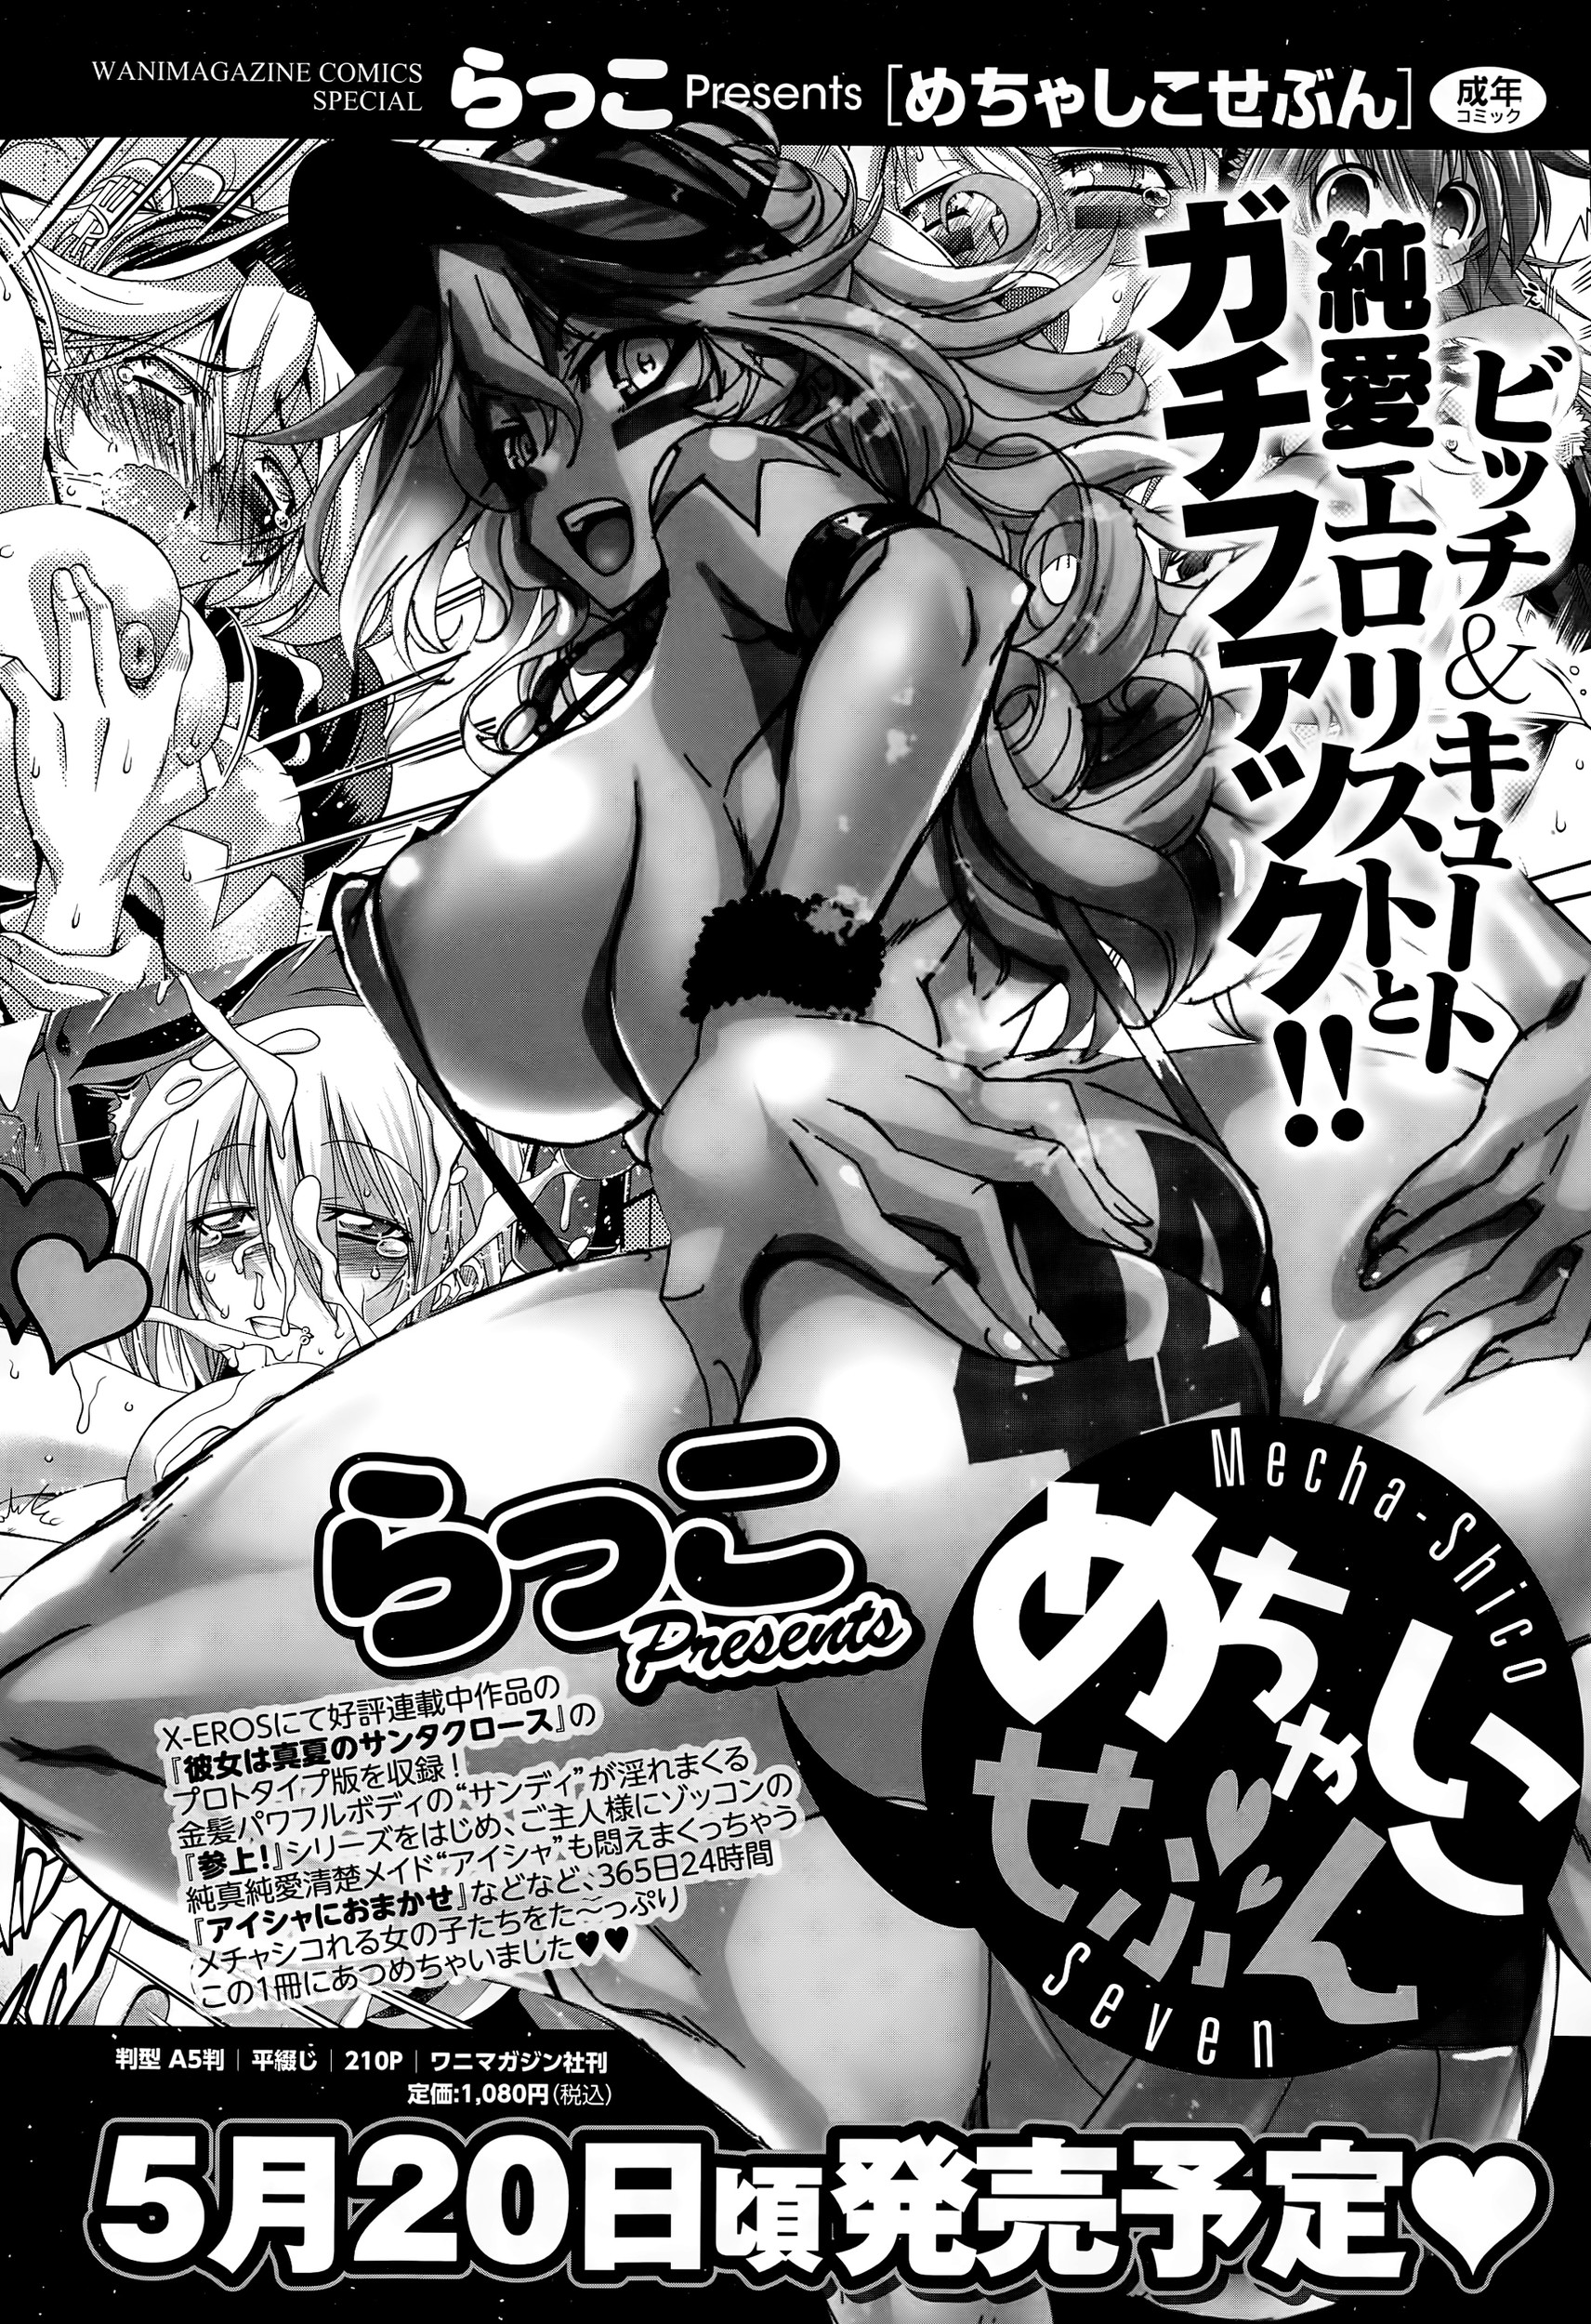 WANIMAGAZINE COMICS
SPECIAL
らっこ Presents [めちゃしこせぶん]
成年
コミック
ビッチ&キュート
純愛エロリストと
ガチファック!!
らっこ
Presents
Mecha-Shico
めちゃしこ
せぶん
Seven
X-EROSにて好評連載中作品の
『彼女は真夏のサンタクロース』の
プロトタイプ版を収録!
金髪パワフルボディの“サンディ”が淫れまくる
『参上!』シリーズをはじめ、ご主人様にゾッコンの
純真純愛清楚メイド“アイシャ”も悶えまくっちゃう
『アイシャにおまかせ』などなど、365日24時間
メチャシコれる女の子たちをた〜っぷり
この1冊にあつめちゃいました♥♥
判型 A5判|平綴じ|210P|ワニマガジン社刊
定価:1,080円(税込)
5月20日頃発売予定♥